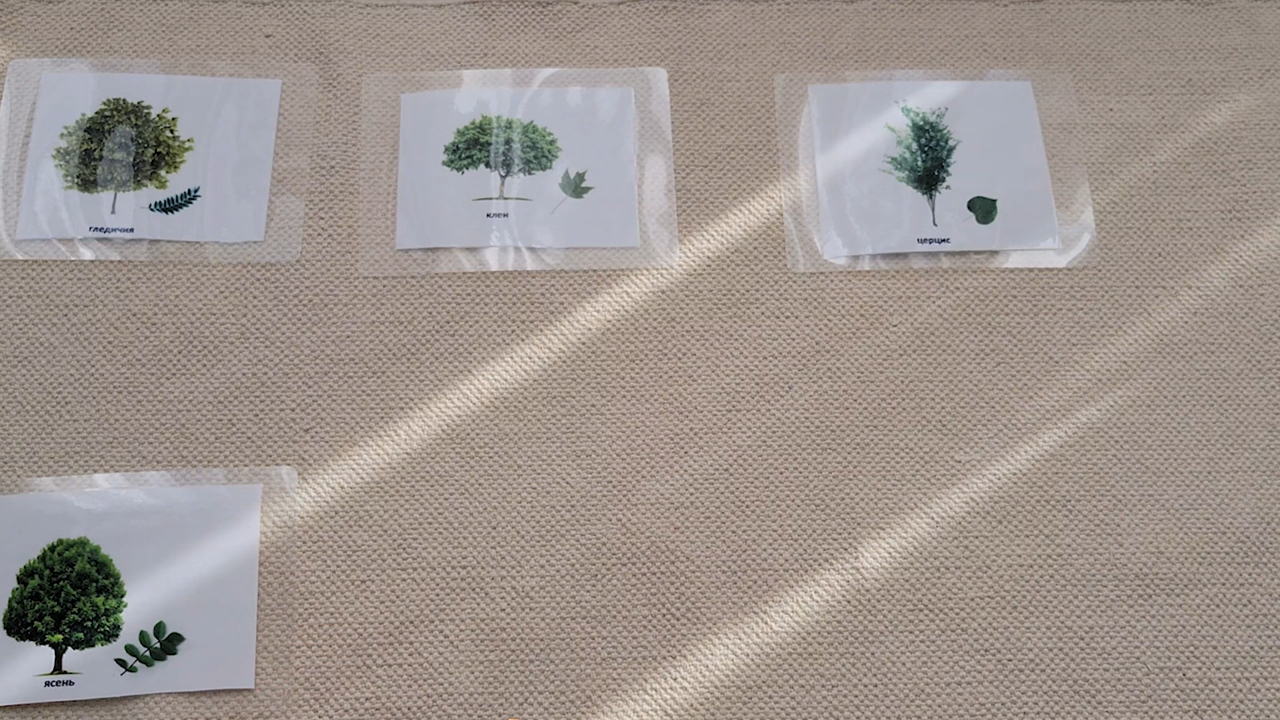 гледичия
клен
церцис
ясень